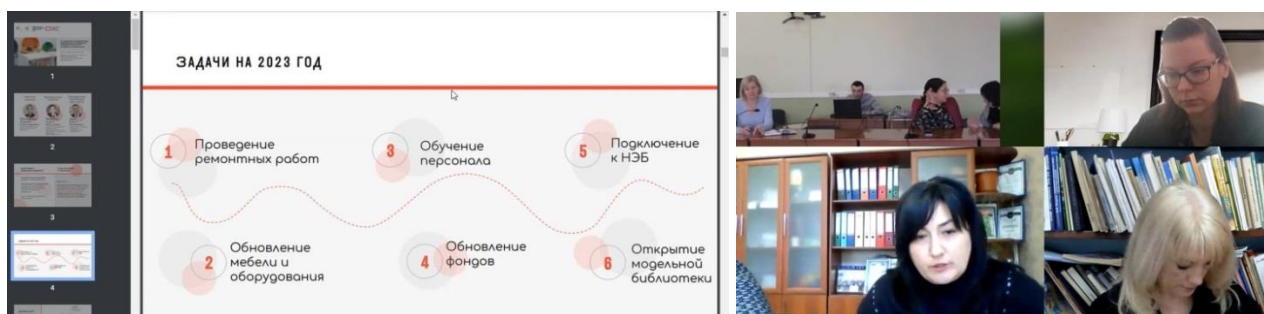 ЗАДАЧИ НА 2023 ГОД
1
Проведение
ремонтных работ
3
Обучение
персонала
5
Подключение
к НЭБ
2
Обновление
мебели и
оборудования
4
Обновление
фондов
6
Открытие
модельной
библиотеки
1
2
3
4